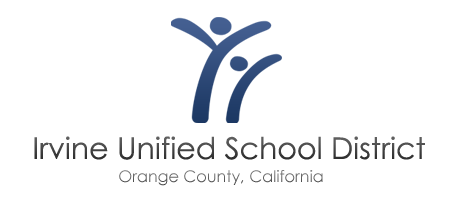 Irvine Unified School District
Orange County, California